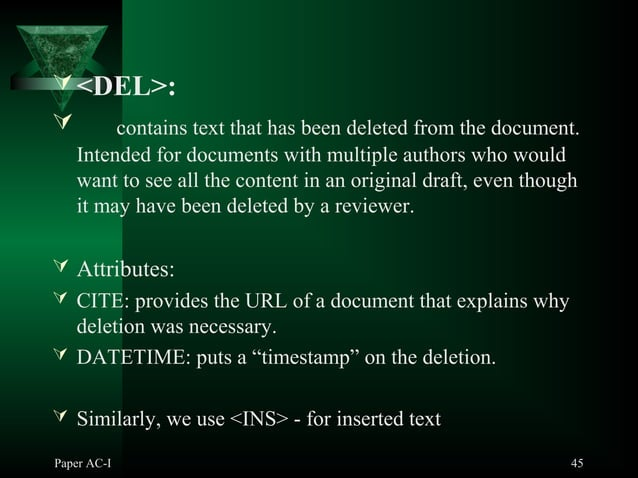 <DEL>:
contains text that has been deleted from the document.
Intended for documents with multiple authors who would
want to see all the content in an original draft, even though
it may have been deleted by a reviewer.
Attributes:
CITE: provides the URL of a document that explains why
deletion was necessary.
DATETIME: puts a “timestamp” on the deletion.
Similarly, we use <INS> - for inserted text
Paper AC-I
45